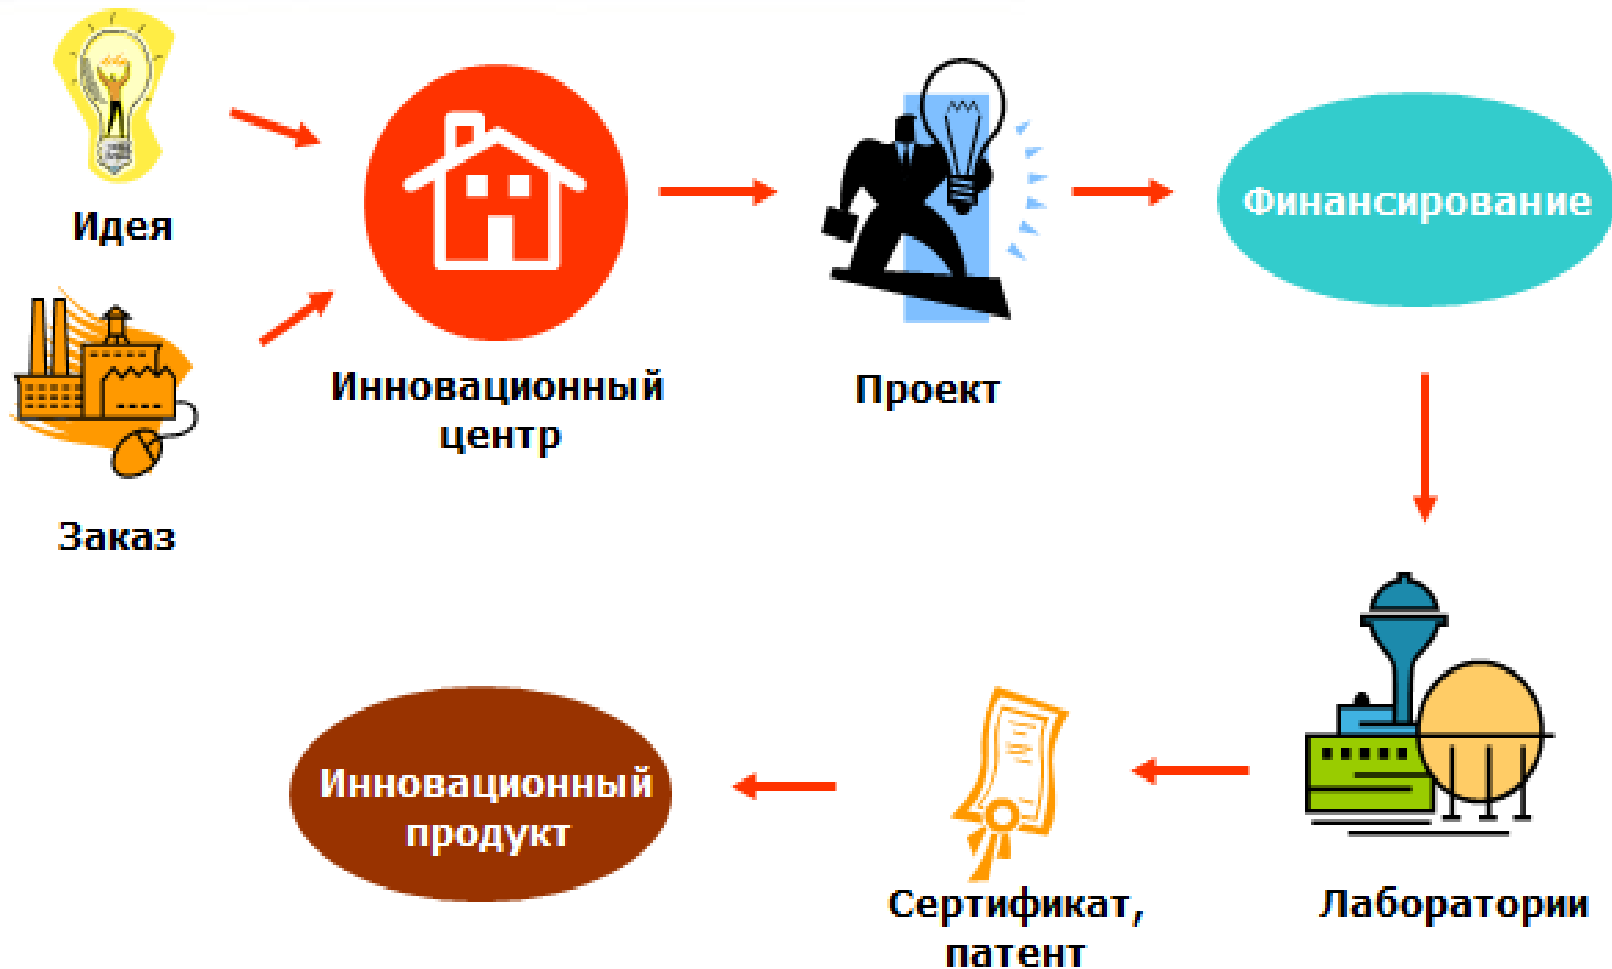 Идея
Заказ
Инновационный
центр
Проект
Финансирование
Лаборатории
Сертификат,
патент
Инновационный
продукт